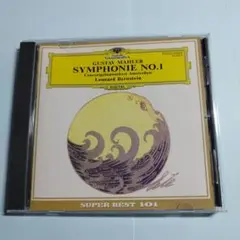 GUSTAV MAHLER
SYMPHONIE NO.1
Concertgebouworkest Amsterdam
Leonard Bernstein
SUPER BEST 101